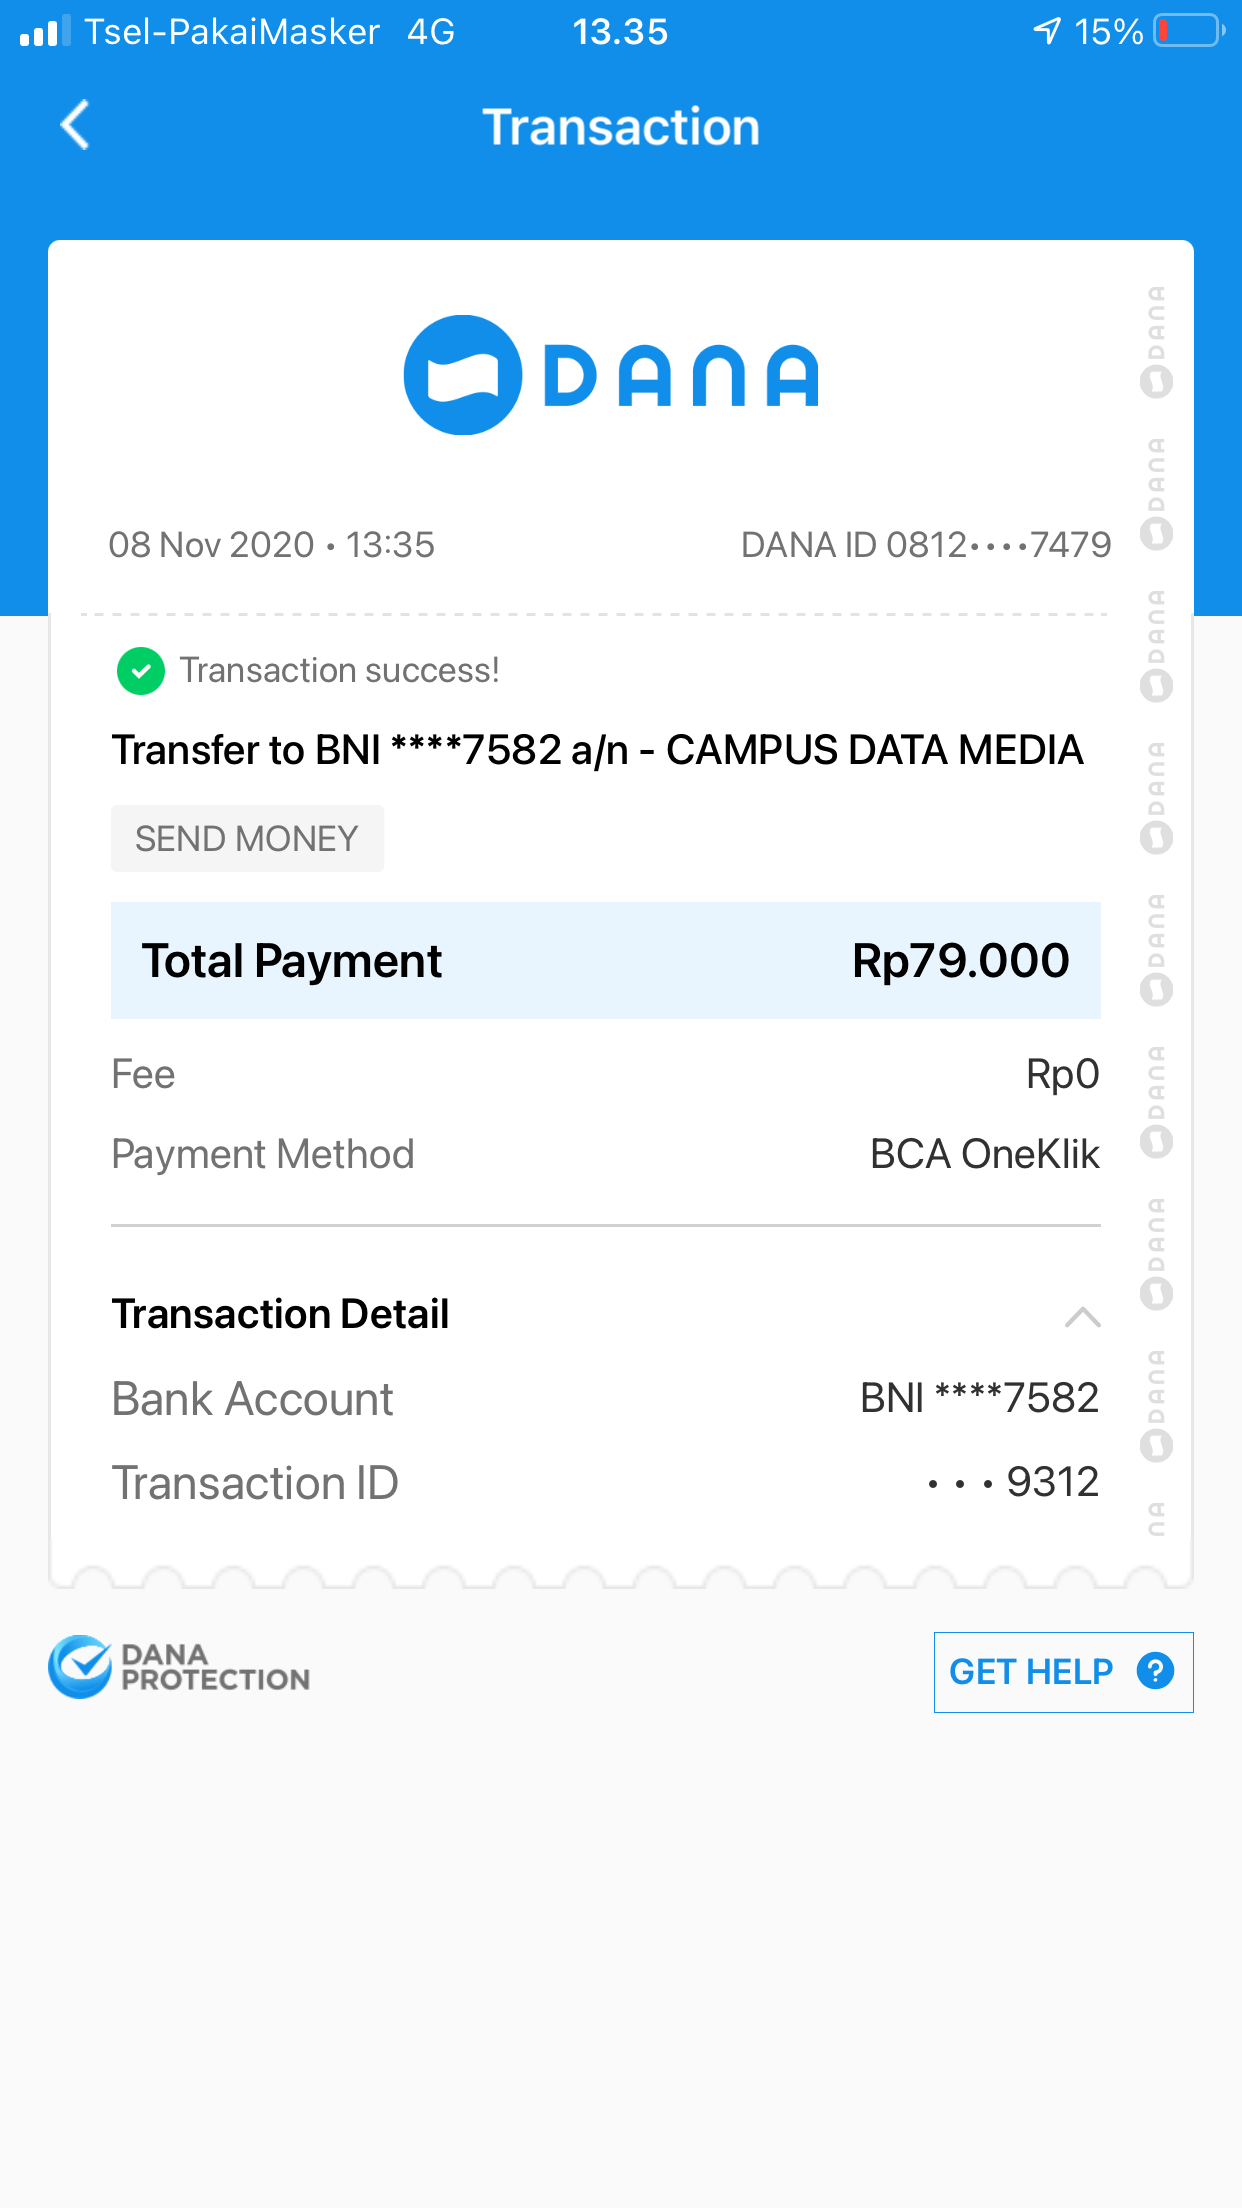 Tsel-PakaiMasker 4G 13.35 15%
Transaction
DANA
08 Nov 2020 • 13:35 DANA ID 0812••••7479
Transaction success!
Transfer to BNI ****7582 a/n - CAMPUS DATA MEDIA
SEND MONEY
Total Payment Rp79.000
Fee Rp0
Payment Method BCA OneKlik
Transaction Detail
Bank Account BNI ****7582
Transaction ID • • • 9312
DANA
DANA
DANA
DANA
DANA
DANA
DANA
DANA
NA
DANA
PROTECTION
GET HELP ?